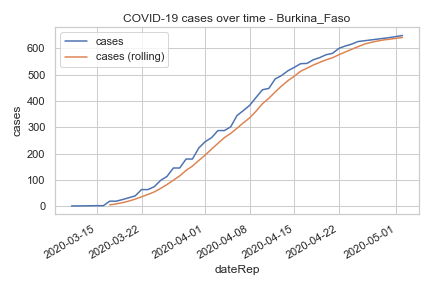 COVID-19 cases over time - Burkina_Faso
cases
cases (rolling)
cases
600
500
400
300
200
100
0
2020-03-15
2020-03-22
2020-04-01
2020-04-08
2020-04-15
2020-04-22
2020-05-01
dateRep